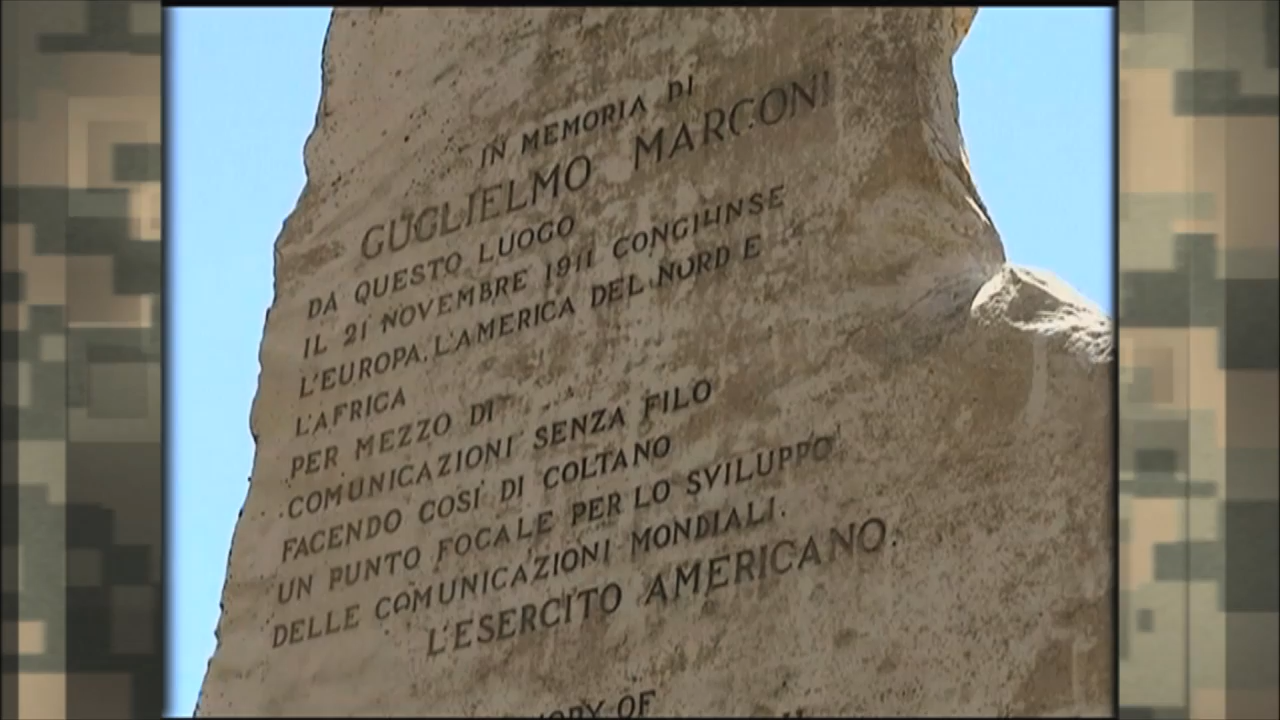 IN MEMORIA DI
GUGLIELMO MARCONI
DA QUESTO LUOGO
IL 21 NOVEMBRE 1911 CONGIUNSE
L'EUROPA, L'AMERICA DEL NORD E
L'AFRICA
PER MEZZO DI
COMUNICAZIONI SENZA FILO
FACENDO COSI' DI COLTANO
UN PUNTO FOCALE PER LO SVILUPPO
DELLE COMUNICAZIONI MONDIALI.
L'ESERCITO AMERICANO.
OF